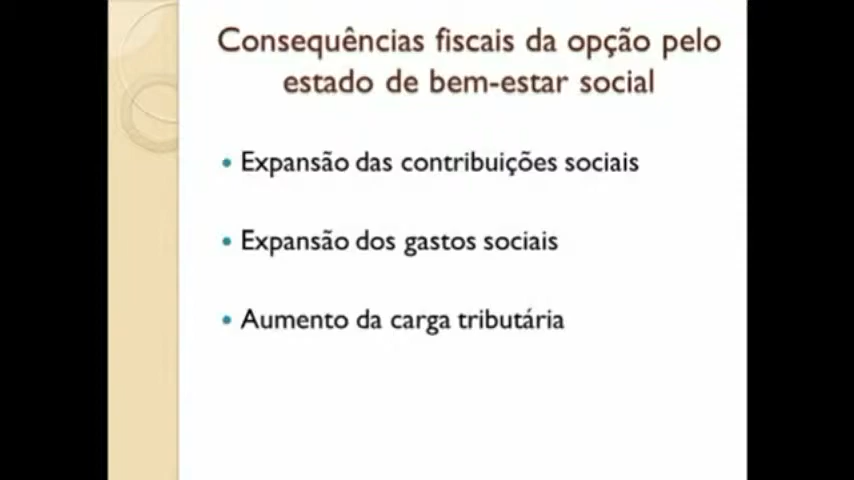 Consequências fiscais da opção pelo
estado de bem-estar social
• Expansão das contribuições sociais
• Expansão dos gastos sociais
• Aumento da carga tributária